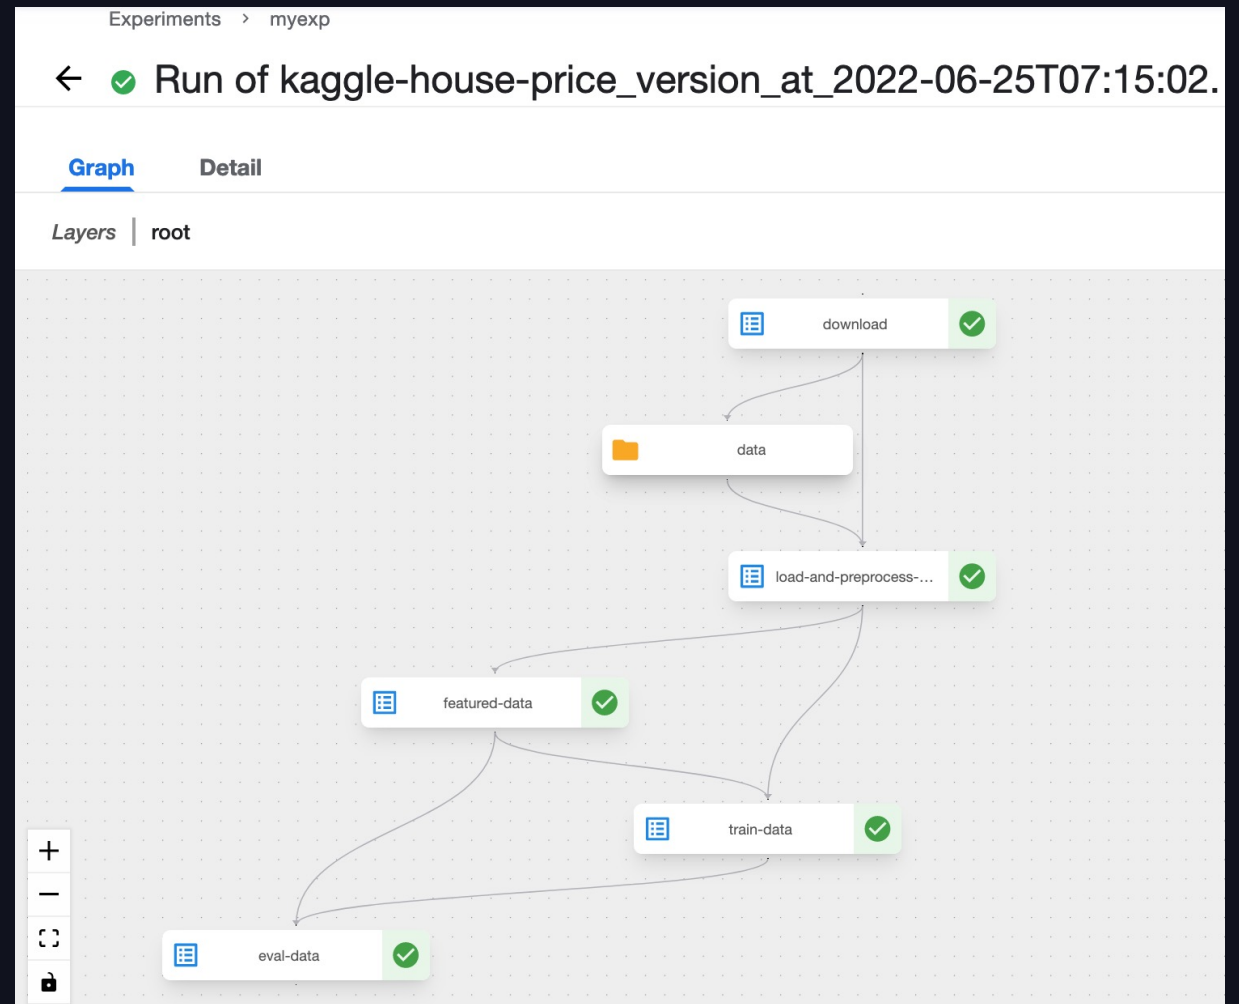 Experiments > myexp
Run of kaggle-house-price_version_at_2022-06-25T07:15:02.
Graph Detail
Layers | root
download
data
load-and-preprocess-...
featured-data
train-data
eval-data